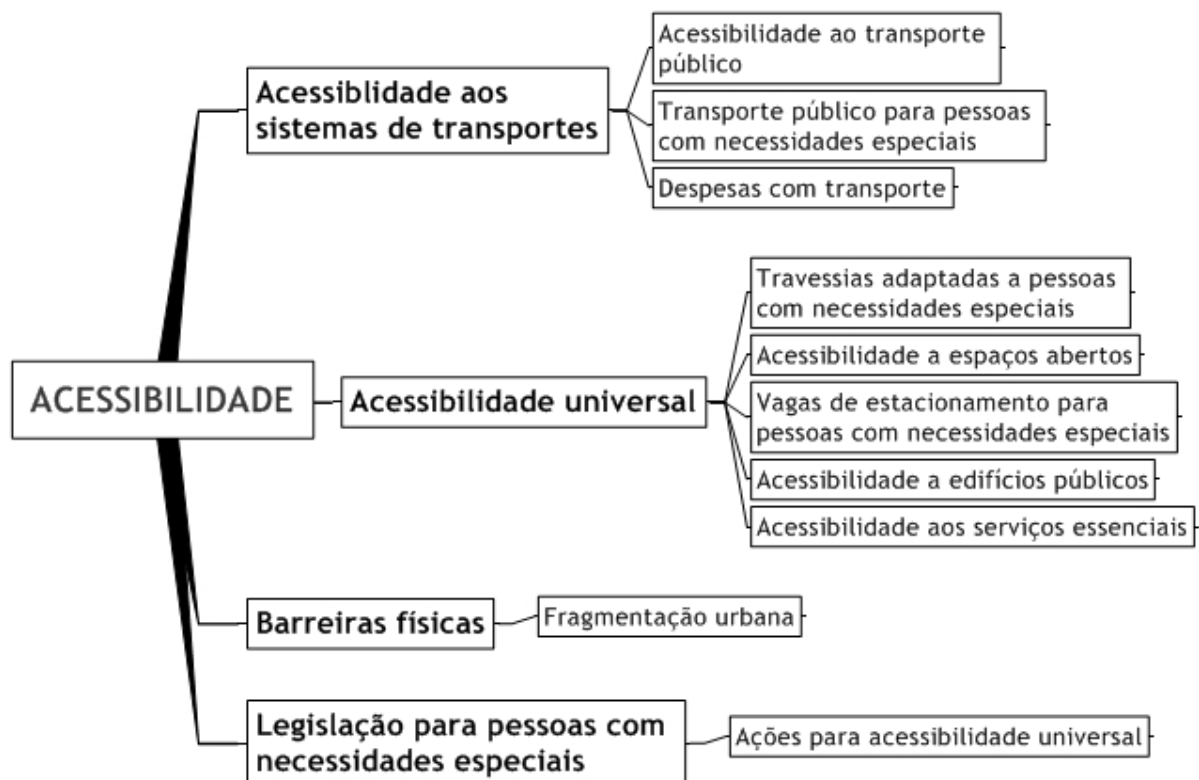 Acessibilidade ao transporte
público
Acessiblidade aos
sistemas de transportes
Transporte público para pessoas
com necessidades especiais
Despesas com transporte
Travessias adaptadas a pessoas
com necessidades especiais
Acessibilidade a espaços abertos
ACESSIBILIDADE
Acessibilidade universal
Vagas de estacionamento para
pessoas com necessidades especiais
Acessibilidade a edifícios públicos
Acessibilidade aos serviços essenciais
Barreiras físicas
Fragmentação urbana
Legislação para pessoas com
necessidades especiais
Ações para acessibilidade universal